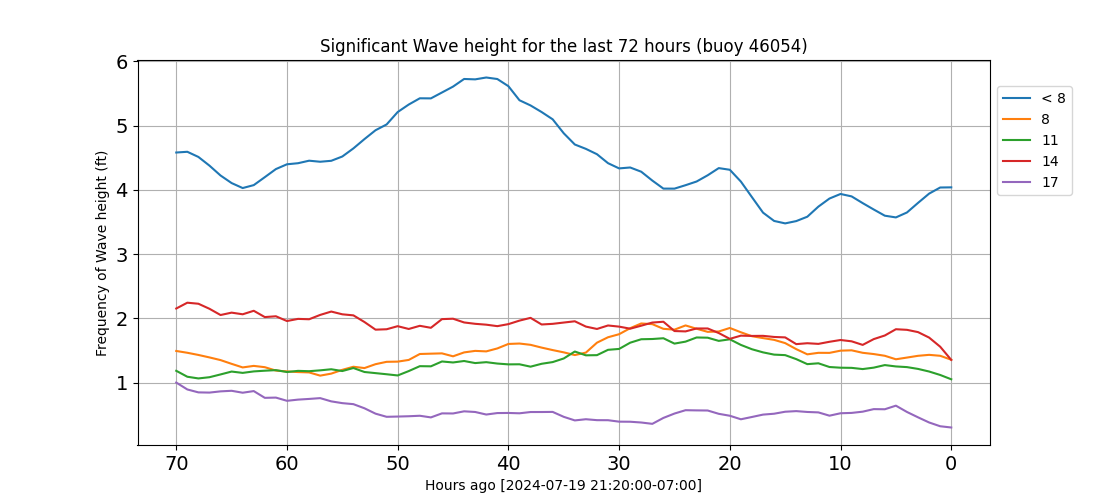 Significant Wave height for the last 72 hours (buoy 46054)
6
5
4
3
2
1
Frequency of Wave height (ft)
70 60 50 40 30 20 10 0
Hours ago [2024-07-19 21:20:00-07:00]
< 8
8
11
14
17